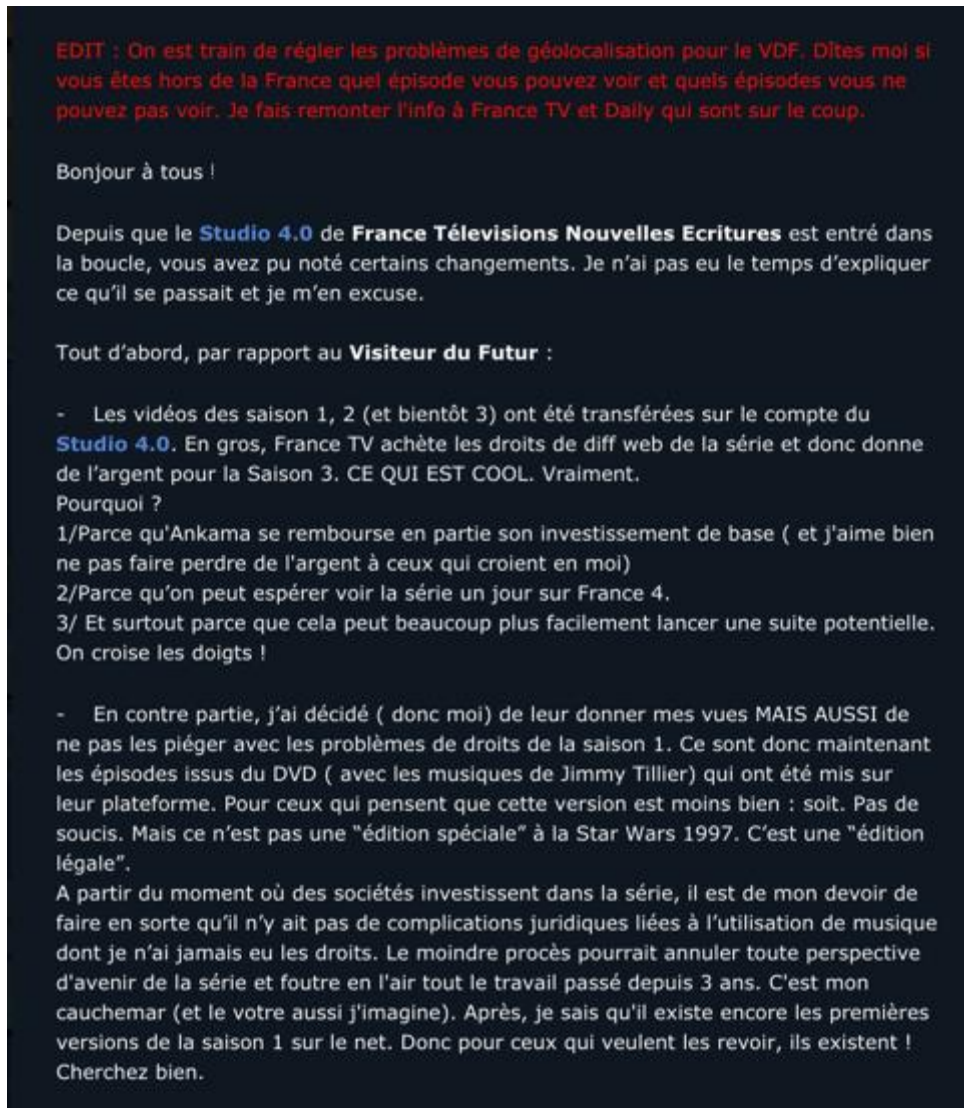 EDIT : On est train de régler les problèmes de géolocalisation pour le VDF. Dîtes moi si
vous êtes hors de la France quel épisode vous pouvez voir et quels épisodes vous ne
pouvez pas voir. Je fais remonter l'info à France TV et Daily qui sont sur le coup.
Bonjour à tous !
Depuis que le Studio 4.0 de France Télevisions Nouvelles Ecritures est entré dans
la boucle, vous avez pu noté certains changements. Je n’ai pas eu le temps d’expliquer
ce qu’il se passait et je m’en excuse.
Tout d’abord, par rapport au Visiteur du Futur :
- Les vidéos des saison 1, 2 (et bientôt 3) ont été transférées sur le compte du
Studio 4.0. En gros, France TV achète les droits de diff web de la série et donc donne
de l’argent pour la Saison 3. CE QUI EST COOL. Vraiment.
Pourquoi ?
1/Parce qu'Ankama se rembourse en partie son investissement de base ( et j'aime bien
ne pas faire perdre de l'argent à ceux qui croient en moi)
2/Parce qu’on peut espérer voir la série un jour sur France 4.
3/ Et surtout parce que cela peut beaucoup plus facilement lancer une suite potentielle.
On croise les doigts !
- En contre partie, j’ai décidé ( donc moi) de leur donner mes vues MAIS AUSSI de
ne pas les piéger avec les problèmes de droits de la saison 1. Ce sont donc maintenant
les épisodes issus du DVD ( avec les musiques de Jimmy Tillier) qui ont été mis sur
leur plateforme. Pour ceux qui pensent que cette version est moins bien : soit. Pas de
soucis. Mais ce n’est pas une “édition spéciale” à la Star Wars 1997. C’est une “édition
légale”.
A partir du moment où des sociétés investissent dans la série, il est de mon devoir de
faire en sorte qu’il n’y ait pas de complications juridiques liées à l’utilisation de musique
dont je n’ai jamais eu les droits. Le moindre procès pourrait annuler toute perspective
d'avenir de la série et foutre en l'air tout le travail passé depuis 3 ans. C'est mon
cauchemar (et le votre aussi j'imagine). Après, je sais qu'il existe encore les premières
versions de la saison 1 sur le net. Donc pour ceux qui veulent les revoir, ils existent !
Cherchez bien.